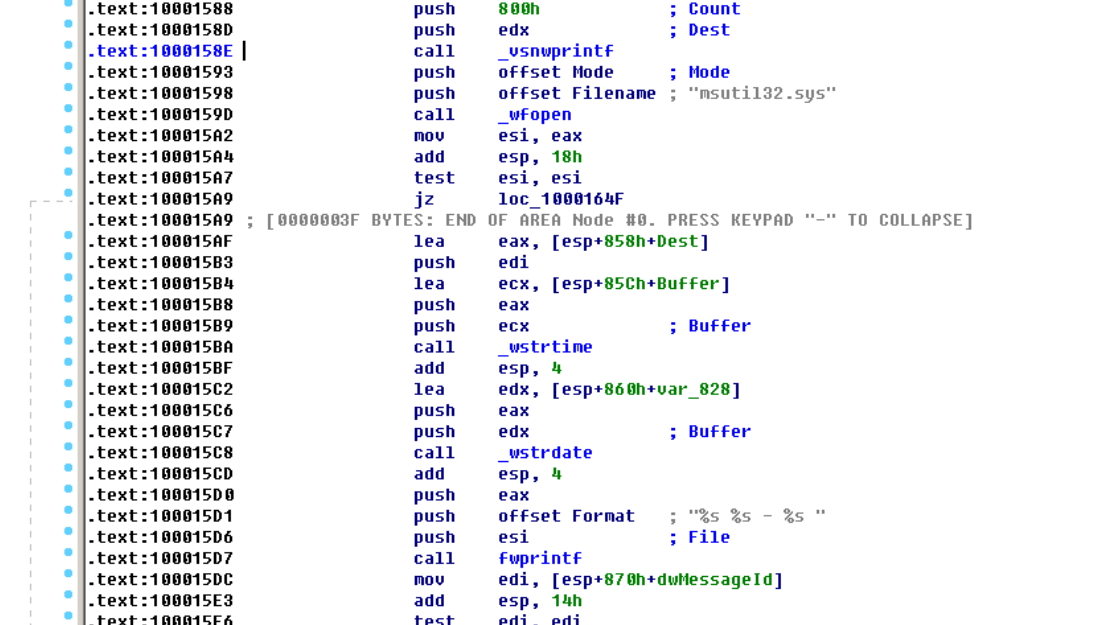 .text:10001588 push 800h ; Count
.text:1000158D push edx ; Dest
.text:1000158E call _vsnwprintf
.text:10001593 push offset Mode ; Mode
.text:10001598 push offset Filename ; "msutil32.sys"
.text:1000159D call _wfopen
.text:100015A2 mov esi, eax
.text:100015A4 add esp, 18h
.text:100015A7 test esi, esi
.text:100015A9 jz loc_1000164F
.text:100015A9 ; [0000003F BYTES: END OF AREA Node #0. PRESS KEYPAD "-" TO COLLAPSE]
.text:100015AF lea eax, [esp+858h+Dest]
.text:100015B3 push edi
.text:100015B4 lea ecx, [esp+85Ch+Buffer]
.text:100015B8 push eax
.text:100015B9 push ecx ; Buffer
.text:100015BA call _wstrtime
.text:100015BF add esp, 4
.text:100015C2 lea edx, [esp+860h+var_828]
.text:100015C6 push eax
.text:100015C7 push edx ; Buffer
.text:100015C8 call _wstrdate
.text:100015CD add esp, 4
.text:100015D0 push eax
.text:100015D1 push offset Format ; "%s %s - %s "
.text:100015D6 push esi ; File
.text:100015D7 call fwprintf
.text:100015DC mov edi, [esp+870h+dwMessageId]
.text:100015E3 add esp, 14h
.text:100015E6 test edi, edi